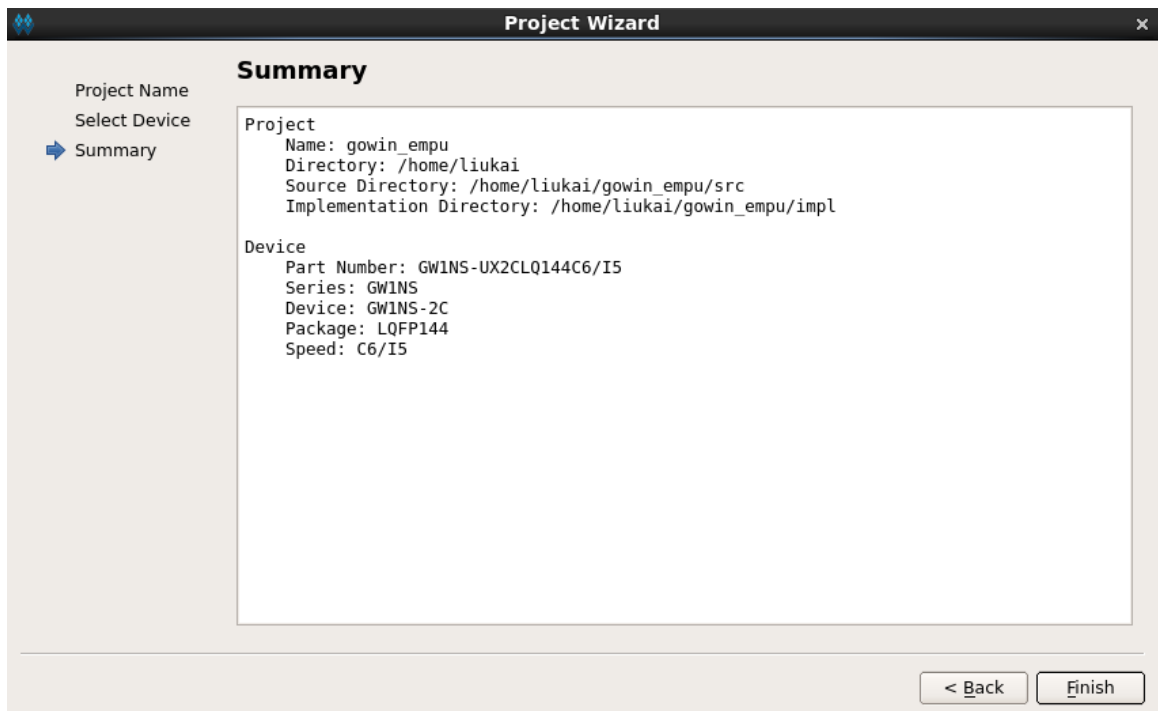 Project Wizard
Project Name
Select Device
Summary
Summary
Project
Name: gowin_empu
Directory: /home/liukai
Source Directory: /home/liukai/gowin_empu/src
Implementation Directory: /home/liukai/gowin_empu/impl
Device
Part Number: GW1NS-UX2CLQ144C6/I5
Series: GW1NS
Device: GW1NS-2C
Package: LQFP144
Speed: C6/I5
< Back
Finish